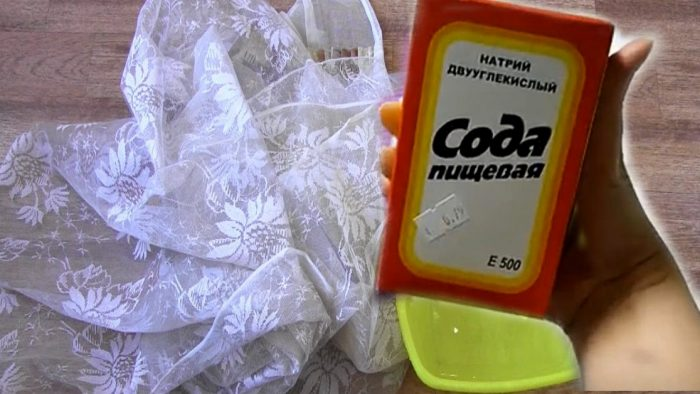 НАТРИЙ
ДВУУГЛЕКИСЛЫЙ
Сода
пищевая
Е 500